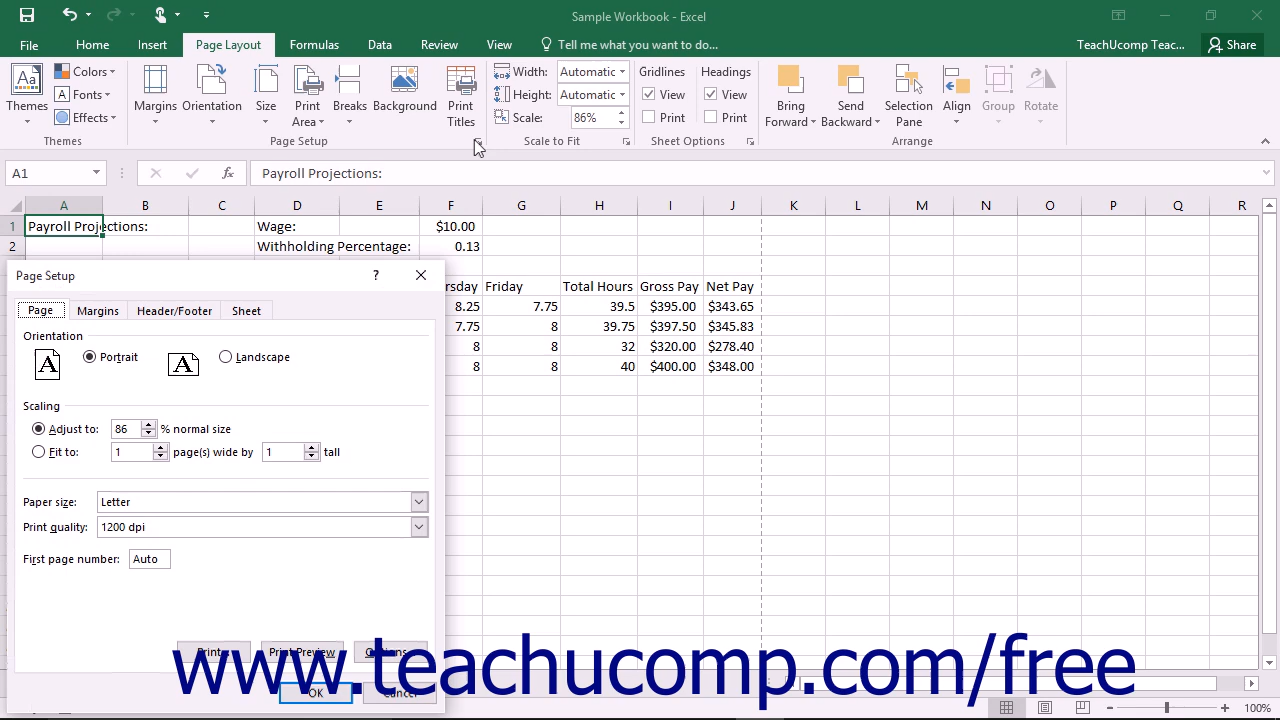 Sample Workbook - Excel
File Home Insert Page Layout Formulas Data Review View Tell me what you want to do... TeachUcomp Teac... Share
Aa Themes Colors Fonts Effects Themes
Margins Orientation Size Print Area Breaks Background Print Titles Page Setup
Width: Automatic
Height: Automatic
Scale: 86%
Scale to Fit
Gridlines Headings
View View
Print Print
Sheet Options
Bring Forward Send Backward Selection Pane Align Group Rotate Arrange
A1 fx Payroll Projections:
A B C D E F G H I J K L M N O P Q R
1 Payroll Projections: Wage: $10.00
2 Withholding Percentage: 0.13
rsday Friday Total Hours Gross Pay Net Pay
8.25 7.75 39.5 $395.00 $343.65
7.75 8 39.75 $397.50 $345.83
8 8 32 $320.00 $278.40
8 8 40 $400.00 $348.00
Page Setup ?
Page Margins Header/Footer Sheet
Orientation
A Portrait A Landscape
Scaling
Adjust to: 86 % normal size
Fit to: 1 page(s) wide by 1 tall
Paper size: Letter
Print quality: 1200 dpi
First page number: Auto
Print... Print Preview Options...
OK Cancel
www.teachucomp.com/free
100%